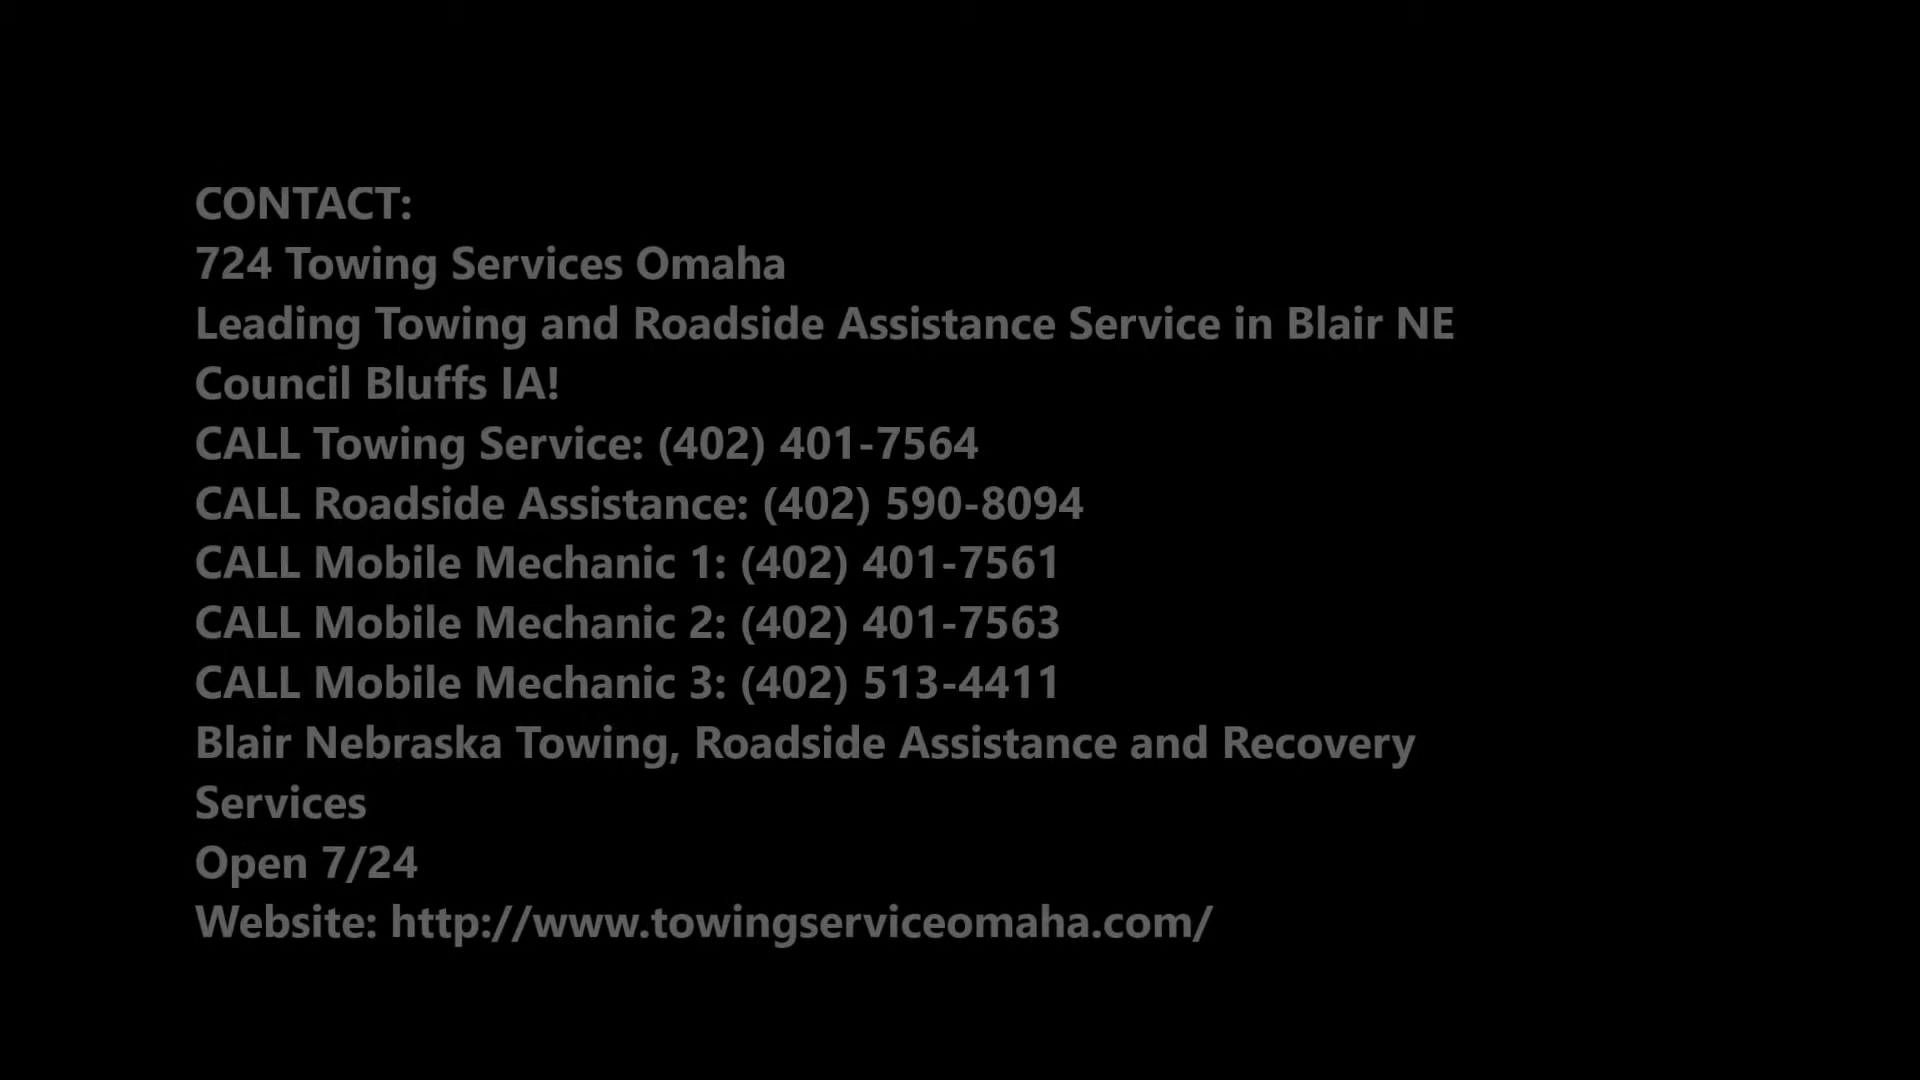 CONTACT:
724 Towing Services Omaha
Leading Towing and Roadside Assistance Service in Blair NE
Council Bluffs IA!
CALL Towing Service: (402) 401-7564
CALL Roadside Assistance: (402) 590-8094
CALL Mobile Mechanic 1: (402) 401-7561
CALL Mobile Mechanic 2: (402) 401-7563
CALL Mobile Mechanic 3: (402) 513-4411
Blair Nebraska Towing, Roadside Assistance and Recovery
Services
Open 7/24
Website: http://www.towingserviceomaha.com/